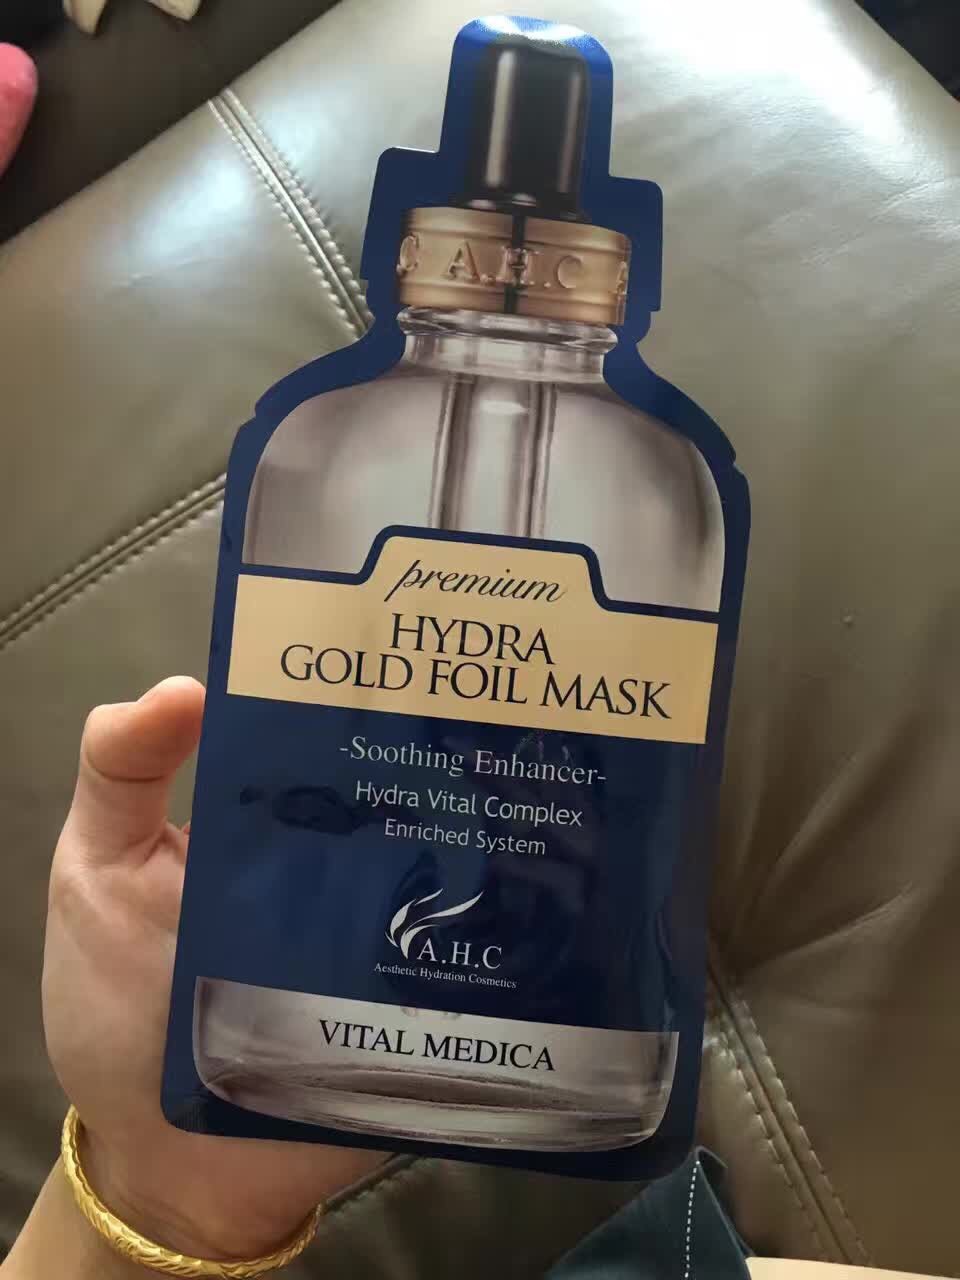 A.H.C
premium
HYDRA
GOLD FOIL MASK
-Soothing Enhancer-
Hydra Vital Complex
Enriched System
A.H.C
Aesthetic Hydration Cosmetics
VITAL MEDICA